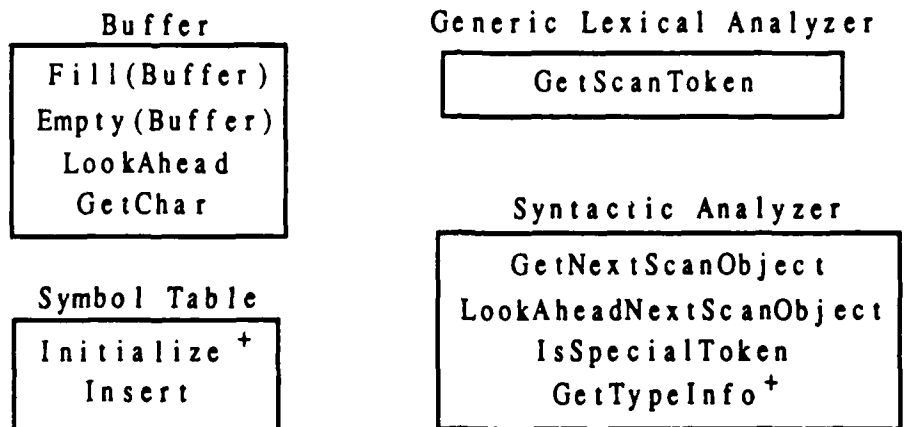 Buffer
Fill(Buffer)
Empty(Buffer)
LookAhead
GetChar
Generic Lexical Analyzer
GetScanToken
Symbol Table
Initialize +
Insert
Syntactic Analyzer
GetNextScanObject
LookAheadNextScanObject
IsSpecialToken
GetTypeInfo+